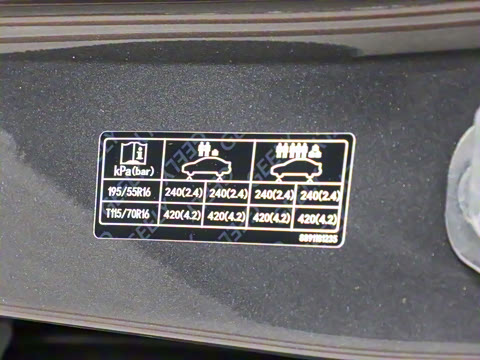 kPa(bar)
195/55R16 240(2.4) 240(2.4) 240(2.4) 240(2.4)
T115/70R16 420(4.2) 420(4.2) 420(4.2) 420(4.2)